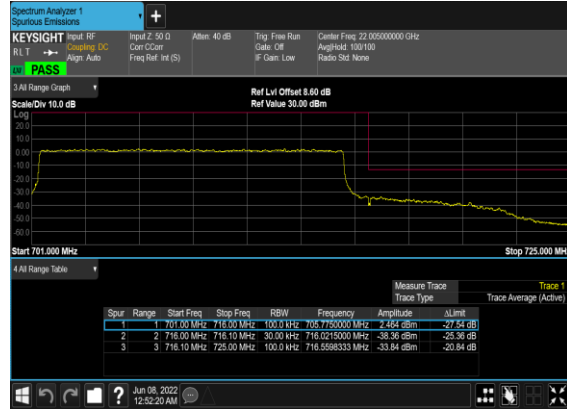 Spectrum Analyzer 1
Spurious Emissions
+
KEYSIGHT Input: RF Input Z: 50 Ω Atten: 40 dB Trig: Free Run Center Freq: 22.005000000 GHz
RLT Coupling: DC Corr CCorr Gate: Off Avg|Hold: 100/100
Align: Auto Freq Ref: Int (S) IF Gain: Low Radio Std: None
PASS
3 All Range Graph
Ref Lvl Offset 8.60 dB
Scale/Div 10.0 dB Ref Value 30.00 dBm
Log
20.0
10.0
0.00
-10.0
-20.0
-30.0
-40.0
-50.0
-60.0
Start 701.000 MHz Stop 725.000 MH
4 All Range Table
Measure Trace Trace 1
Trace Type Trace Average (Active)
Spur Range Start Freq Stop Freq RBW Frequency Amplitude ΔLimit
1 1 701.00 MHz 716.00 MHz 100.0 kHz 705.7750000 MHz 2.464 dBm -27.54 dB
2 2 716.00 MHz 716.10 MHz 30.00 kHz 716.0215000 MHz -38.36 dBm -25.36 dB
3 3 716.10 MHz 725.00 MHz 100.0 kHz 716.5598333 MHz -33.84 dBm -20.84 dB
? Jun 08, 2022
12:52:20 AM